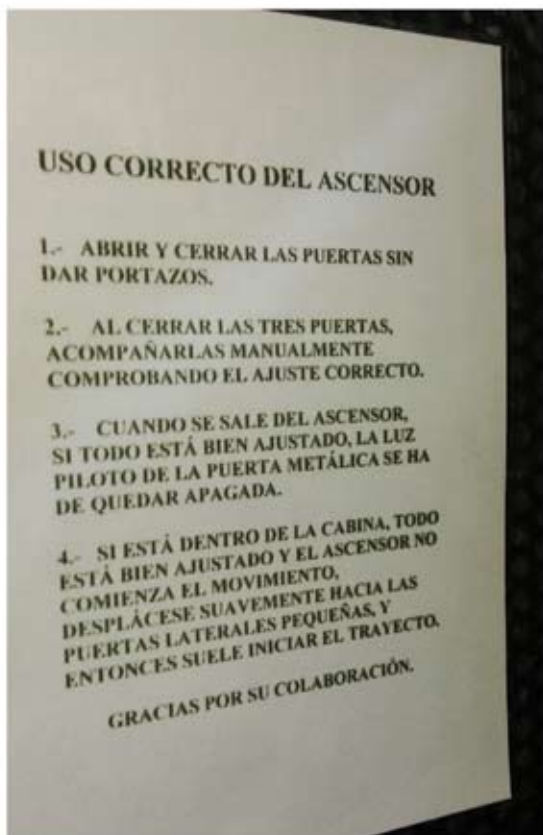 USO CORRECTO DEL ASCENSOR
1.- ABRIR Y CERRAR LAS PUERTAS SIN
DAR PORTAZOS.
2.- AL CERRAR LAS TRES PUERTAS,
ACOMPAÑARLAS MANUALMENTE
COMPROBANDO EL AJUSTE CORRECTO.
3.- CUANDO SE SALE DEL ASCENSOR,
SI TODO ESTÁ BIEN AJUSTADO, LA LUZ
PILOTO DE LA PUERTA METÁLICA SE HA
DE QUEDAR APAGADA.
4.- SI ESTÁ DENTRO DE LA CABINA, TODO
ESTÁ BIEN AJUSTADO Y EL ASCENSOR NO
COMIENZA EL MOVIMIENTO,
DESPLÁCESE SUAVEMENTE HACIA LAS
PUERTAS LATERALES PEQUEÑAS, Y
ENTONCES SUELE INICIAR EL TRAYECTO.
GRACIAS POR SU COLABORACIÓN.